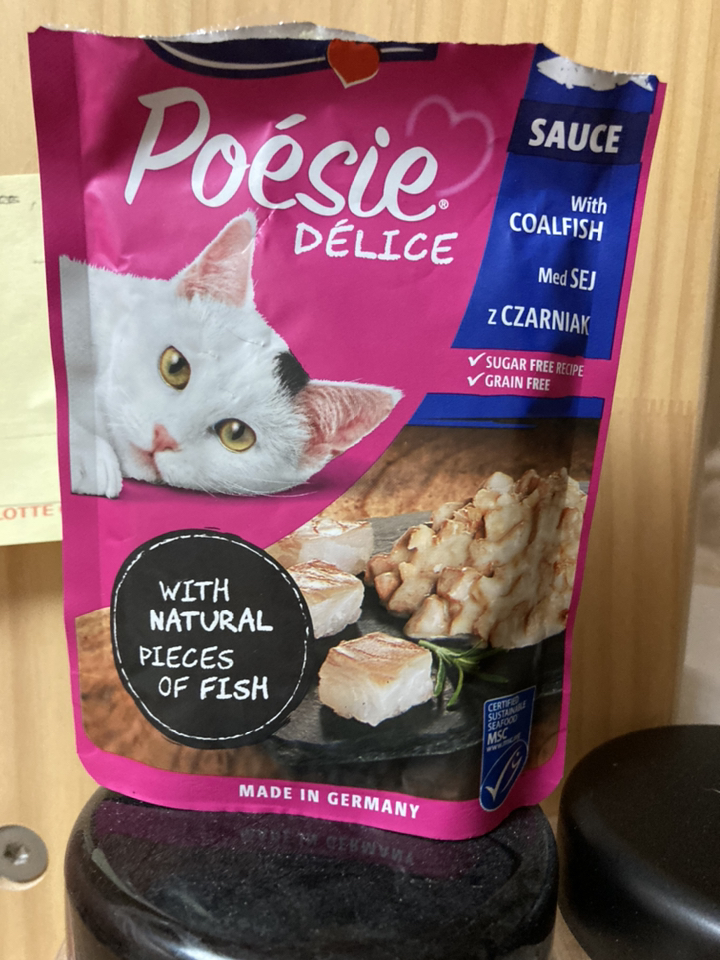 Poésie®
DÉLICE
SAUCE
With
COALFISH
Med SEJ
z CZARNIAK
SUGAR FREE RECIPE
GRAIN FREE
WITH
NATURAL
PIECES
OF FISH
CERTIFIED
SUSTAINABLE
SEAFOOD
MSC
MADE IN GERMANY
LOTTE